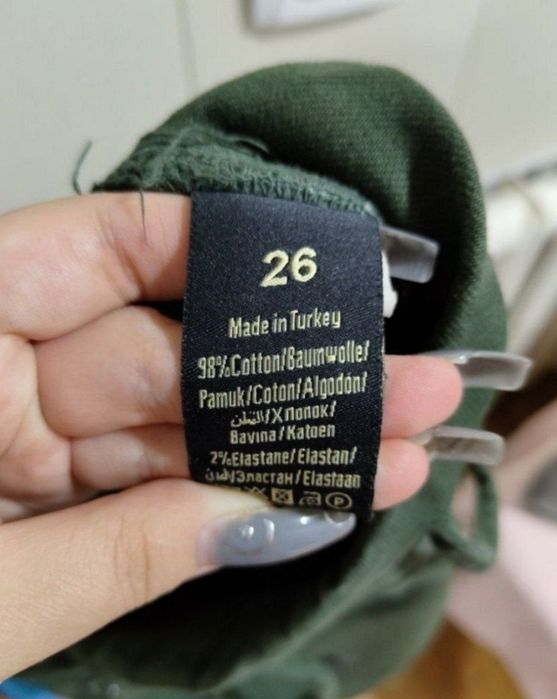 26
Made in Turkey
98%Cotton/Baumwolle/
Pamuk/Coton/Algodón/
القطن/Хлопок/
Bavlna/Katoen
2%Elastane/Elastan/
/Эластан/Elastaan
P